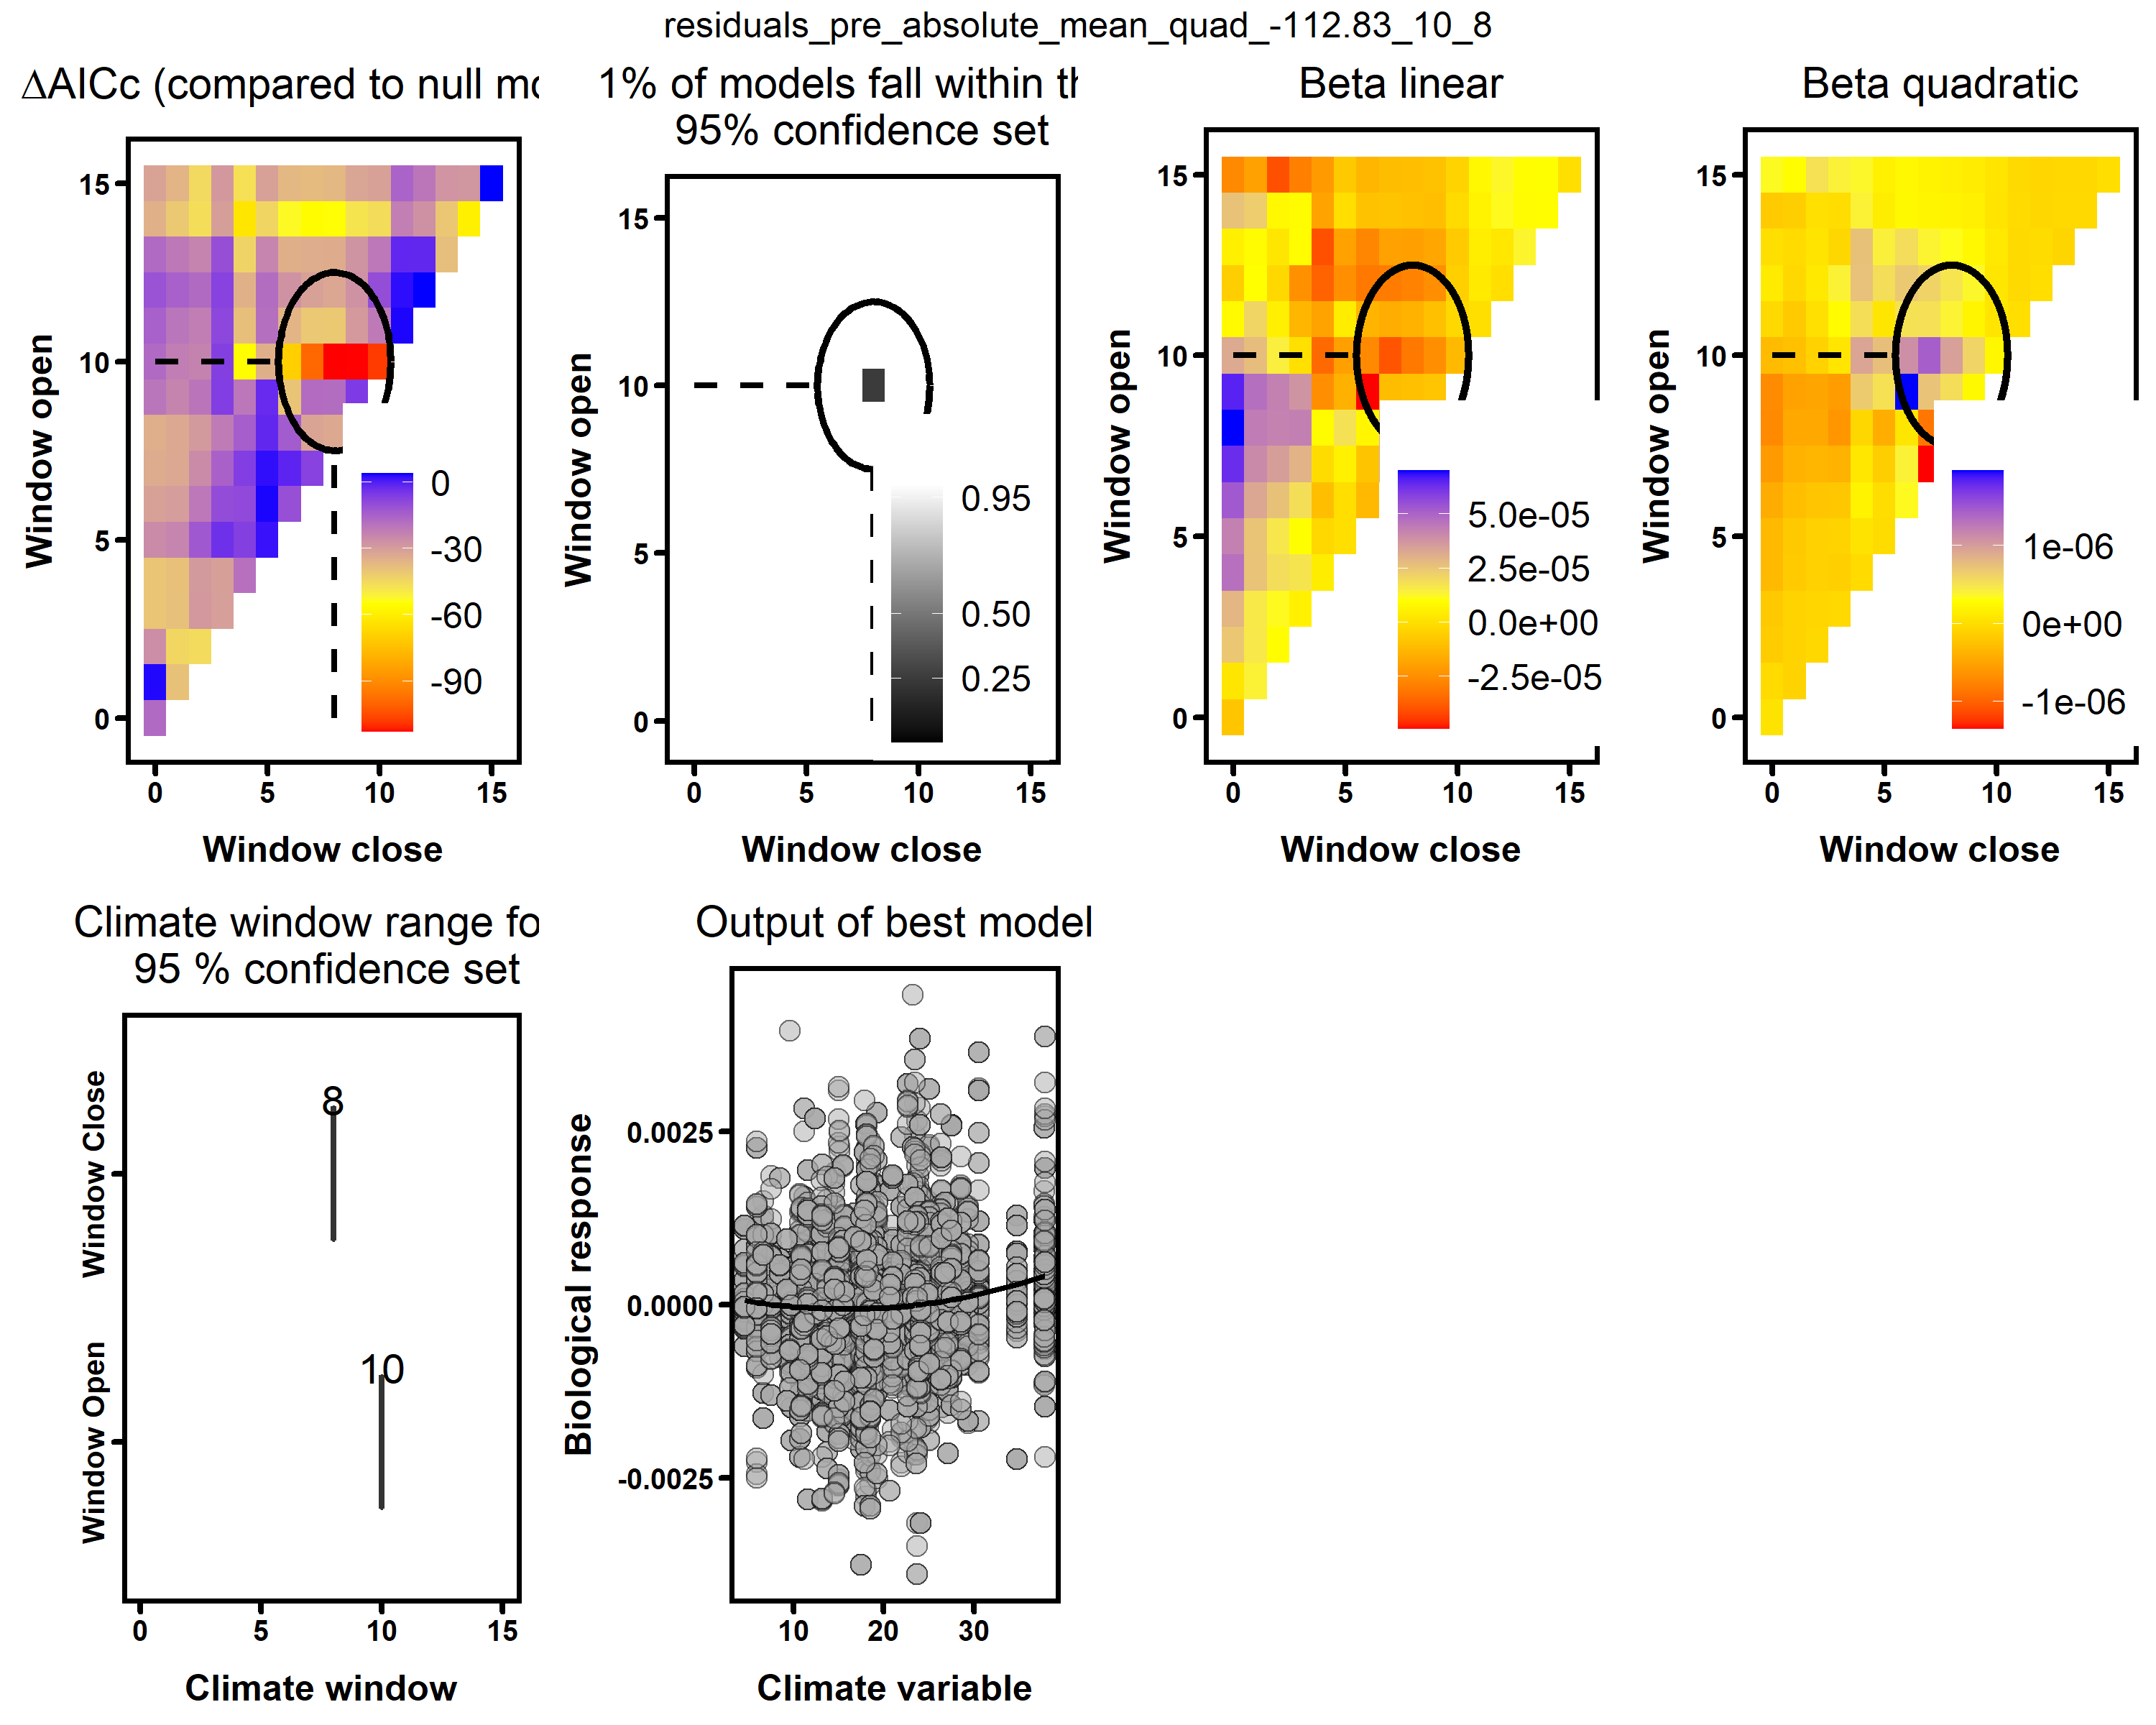 residuals_pre_absolute_mean_quad_-112.83_10_8
ΔAICc (compared to null mo
Window open
15
10
5
0
0
-30
-60
-90
0 5 10 15
Window close
1% of models fall within th
95% confidence set
Window open
15
10
5
0
0.95
0.50
0.25
0 5 10 15
Window close
Beta linear
Window open
15
10
5
0
5.0e-05
2.5e-05
0.0e+00
-2.5e-05
0 5 10 15
Window close
Beta quadratic
Window open
15
10
5
0
1e-06
0e+00
-1e-06
0 5 10 15
Window close
Climate window range fo
95 % confidence set
Window Close
8
Window Open
10
0 5 10 15
Climate window
Output of best model
Biological response
0.0025
0.0000
-0.0025
10 20 30
Climate variable